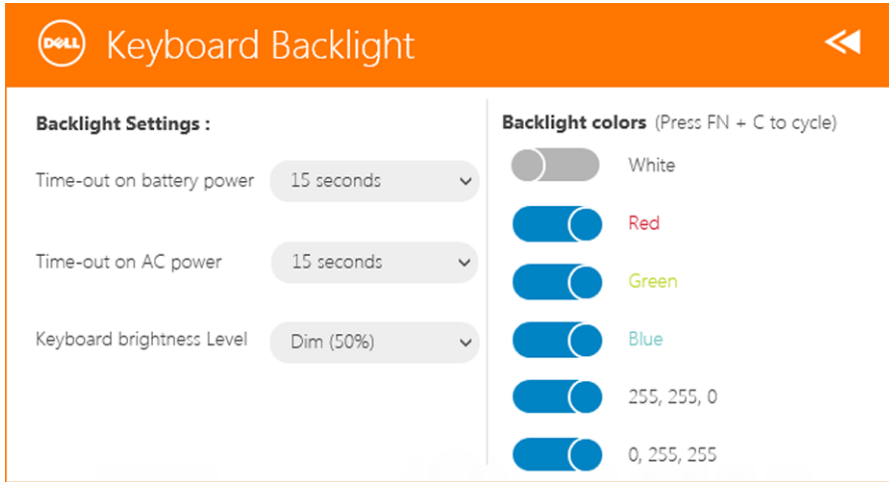 DELL
Keyboard Backlight
Backlight Settings :
Time-out on battery power
15 seconds
Time-out on AC power
15 seconds
Keyboard brightness Level
Dim (50%)
Backlight colors (Press FN + C to cycle)
White
Red
Green
Blue
255, 255, 0
0, 255, 255